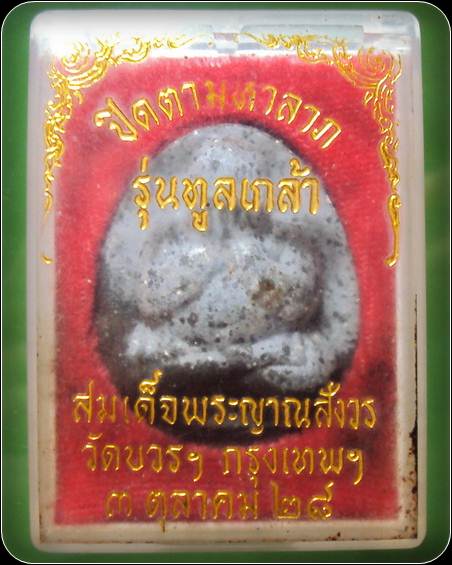 ปิดตามหาลาภ
รุ่นทูลเกล้า
สมเด็จพระญาณสังวร
วัดบวรฯ กรุงเทพฯ
๓ ตุลาคม ๒๘